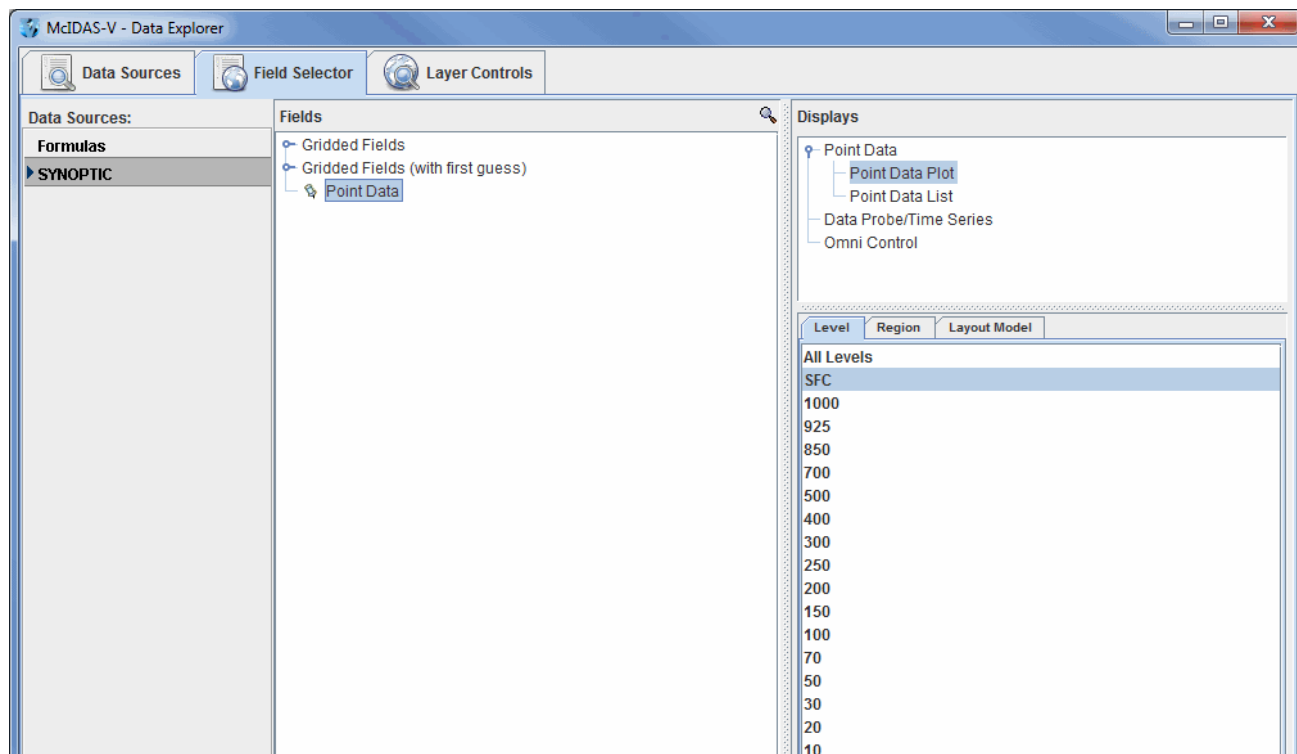 McIDAS-V - Data Explorer
Data Sources
Field Selector
Layer Controls
Data Sources:
Formulas
SYNOPTIC
Fields
Gridded Fields
Gridded Fields (with first guess)
Point Data
Displays
Point Data
Point Data Plot
Point Data List
Data Probe/Time Series
Omni Control
Level
Region
Layout Model
All Levels
SFC
1000
925
850
700
500
400
300
250
200
150
100
70
50
30
20
10